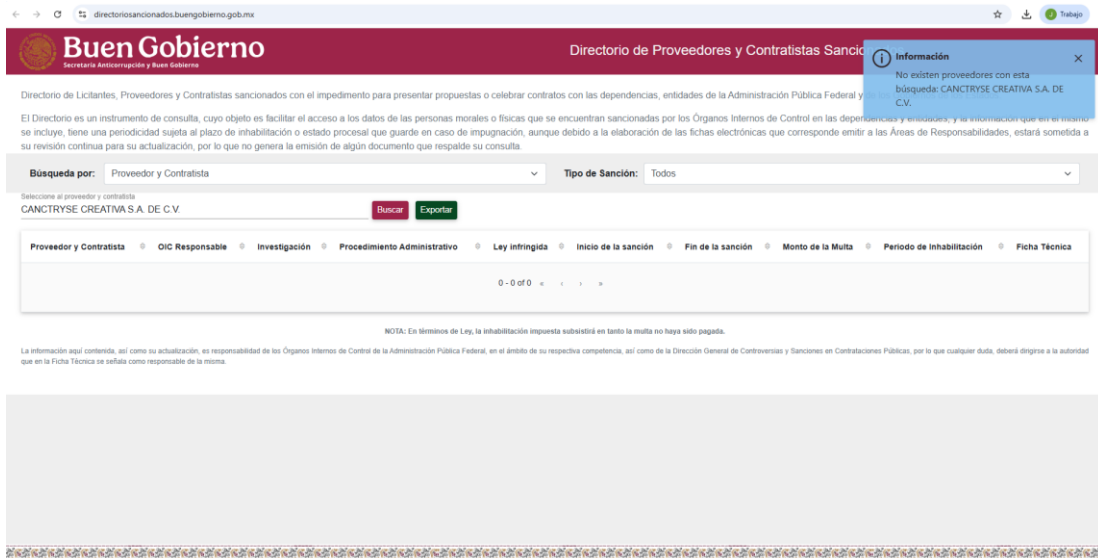 directoriosancionados.buengobierno.gob.mx
Trabajo
Buen Gobierno
Secretaría Anticorrupción y Buen Gobierno
Directorio de Proveedores y Contratistas Sanc
Información
No existen proveedores con esta
búsqueda: CANCTRYSE CREATIVA S.A. DE
C.V.
Directorio de Licitantes, Proveedores y Contratistas sancionados con el impedimento para presentar propuestas o celebrar contratos con las dependencias, entidades de la Administración Pública Federal y
El Directorio es un instrumento de consulta, cuyo objeto es facilitar el acceso a los datos de las personas morales o físicas que se encuentran sancionadas por los Órganos Internos de Control en las dependencias y entidades, y la información que en el mismo
se incluye, tiene una periodicidad sujeta al plazo de inhabilitación o estado procesal que guarde en caso de impugnación, aunque debido a la elaboración de las fichas electrónicas que corresponde emitir a las Áreas de Responsabilidades, estará sometida a
su revisión continua para su actualización, por lo que no genera la emisión de algún documento que respalde su consulta.
Búsqueda por: Proveedor y Contratista Tipo de Sanción: Todos
Seleccione al proveedor y contratista
CANCTRYSE CREATIVA S.A. DE C.V. Buscar Exportar
Proveedor y Contratista OIC Responsable Investigación Procedimiento Administrativo Ley infringida Inicio de la sanción Fin de la sanción Monto de la Multa Periodo de Inhabilitación Ficha Técnica
0 - 0 of 0 « ‹ › »
NOTA: En términos de Ley, la inhabilitación impuesta subsistirá en tanto la multa no haya sido pagada.
La información aquí contenida, así como su actualización, es responsabilidad de los Órganos Internos de Control de la Administración Pública Federal, en el ámbito de su respectiva competencia, así como de la Dirección General de Controversias y Sanciones en Contrataciones Públicas, por lo que cualquier duda, deberá dirigirse a la autoridad
que en la Ficha Técnica se señala como responsable de la misma.